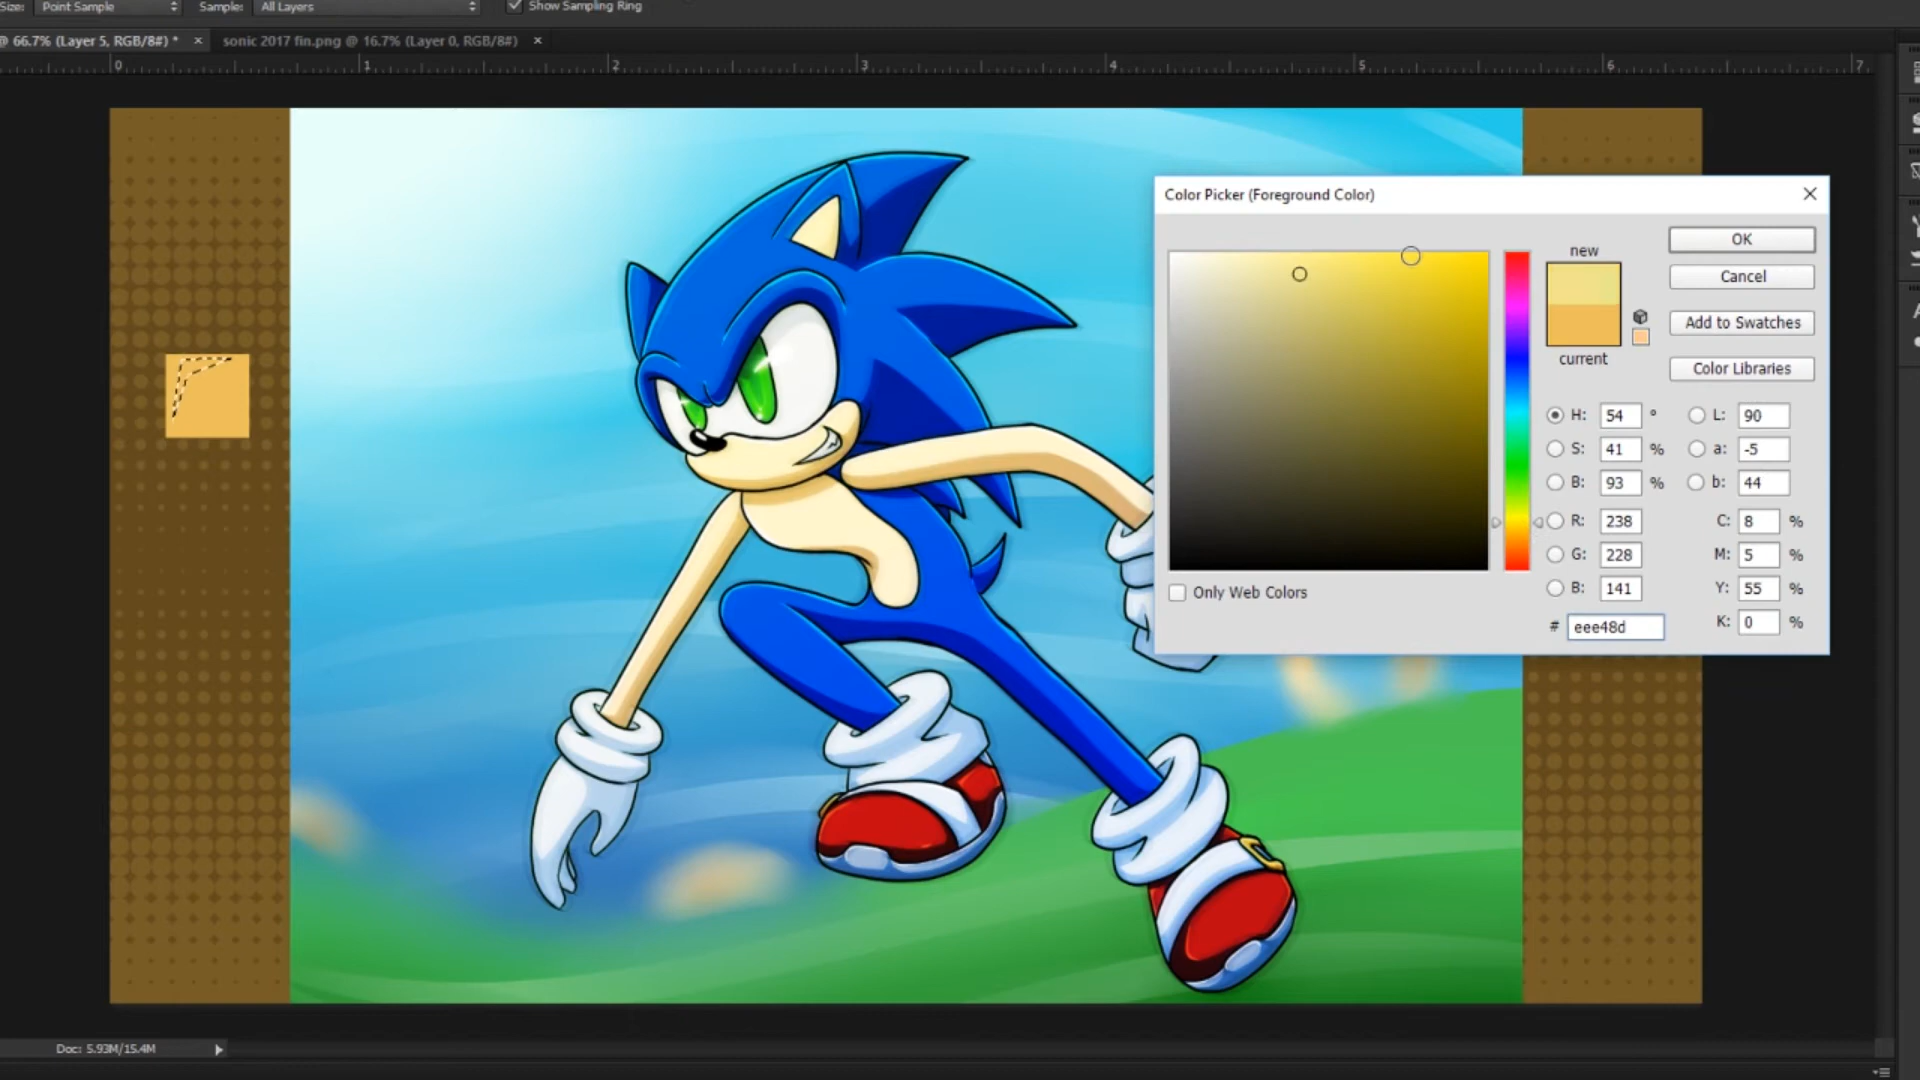 Size: Point Sample Sample: All Layers Show Sampling Ring
@ 66.7% (Layer 5, RGB/8#) * × sonic 2017 fin.png @ 16.7% (Layer 0, RGB/8#) ×
0 1 2 3 4 5 6 7
Color Picker (Foreground Color)
new
current
OK
Cancel
Add to Swatches
Color Libraries
H: 54 ° L: 90
S: 41 % a: -5
B: 93 % b: 44
R: 238 C: 8 %
G: 228 M: 5 %
B: 141 Y: 55 %
# eee48d K: 0 %
Only Web Colors
Doc: 5.93M/15.4M